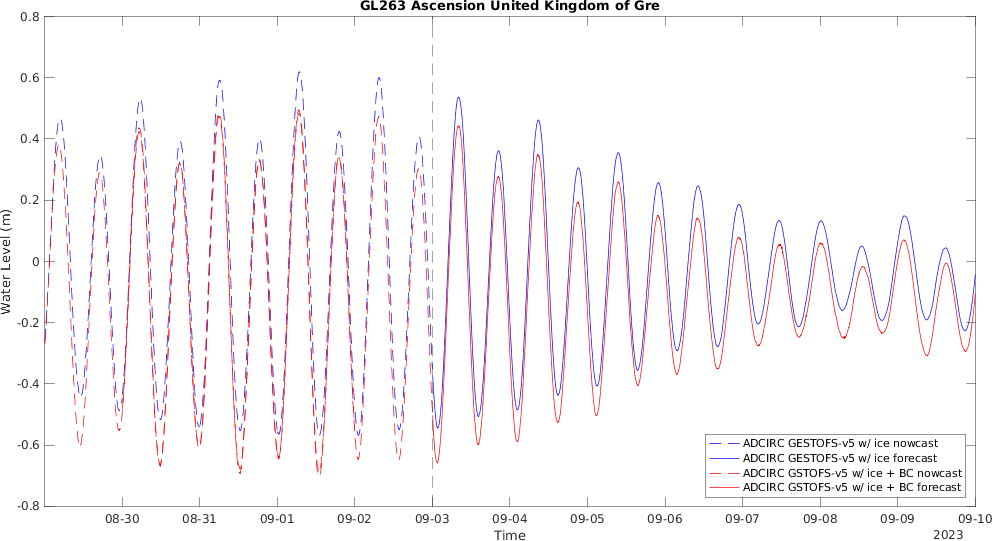 GL263 Ascension United Kingdom of Gre
0.8
0.6
0.4
0.2
0
-0.2
-0.4
-0.6
-0.8
Water Level (m)
08-30 08-31 09-01 09-02 09-03 09-04 09-05 09-06 09-07 09-08 09-09 09-10
Time
2023
ADCIRC GESTOFS-v5 w/ ice nowcast
ADCIRC GESTOFS-v5 w/ ice forecast
ADCIRC GSTOFS-v5 w/ ice + BC nowcast
ADCIRC GSTOFS-v5 w/ ice + BC forecast